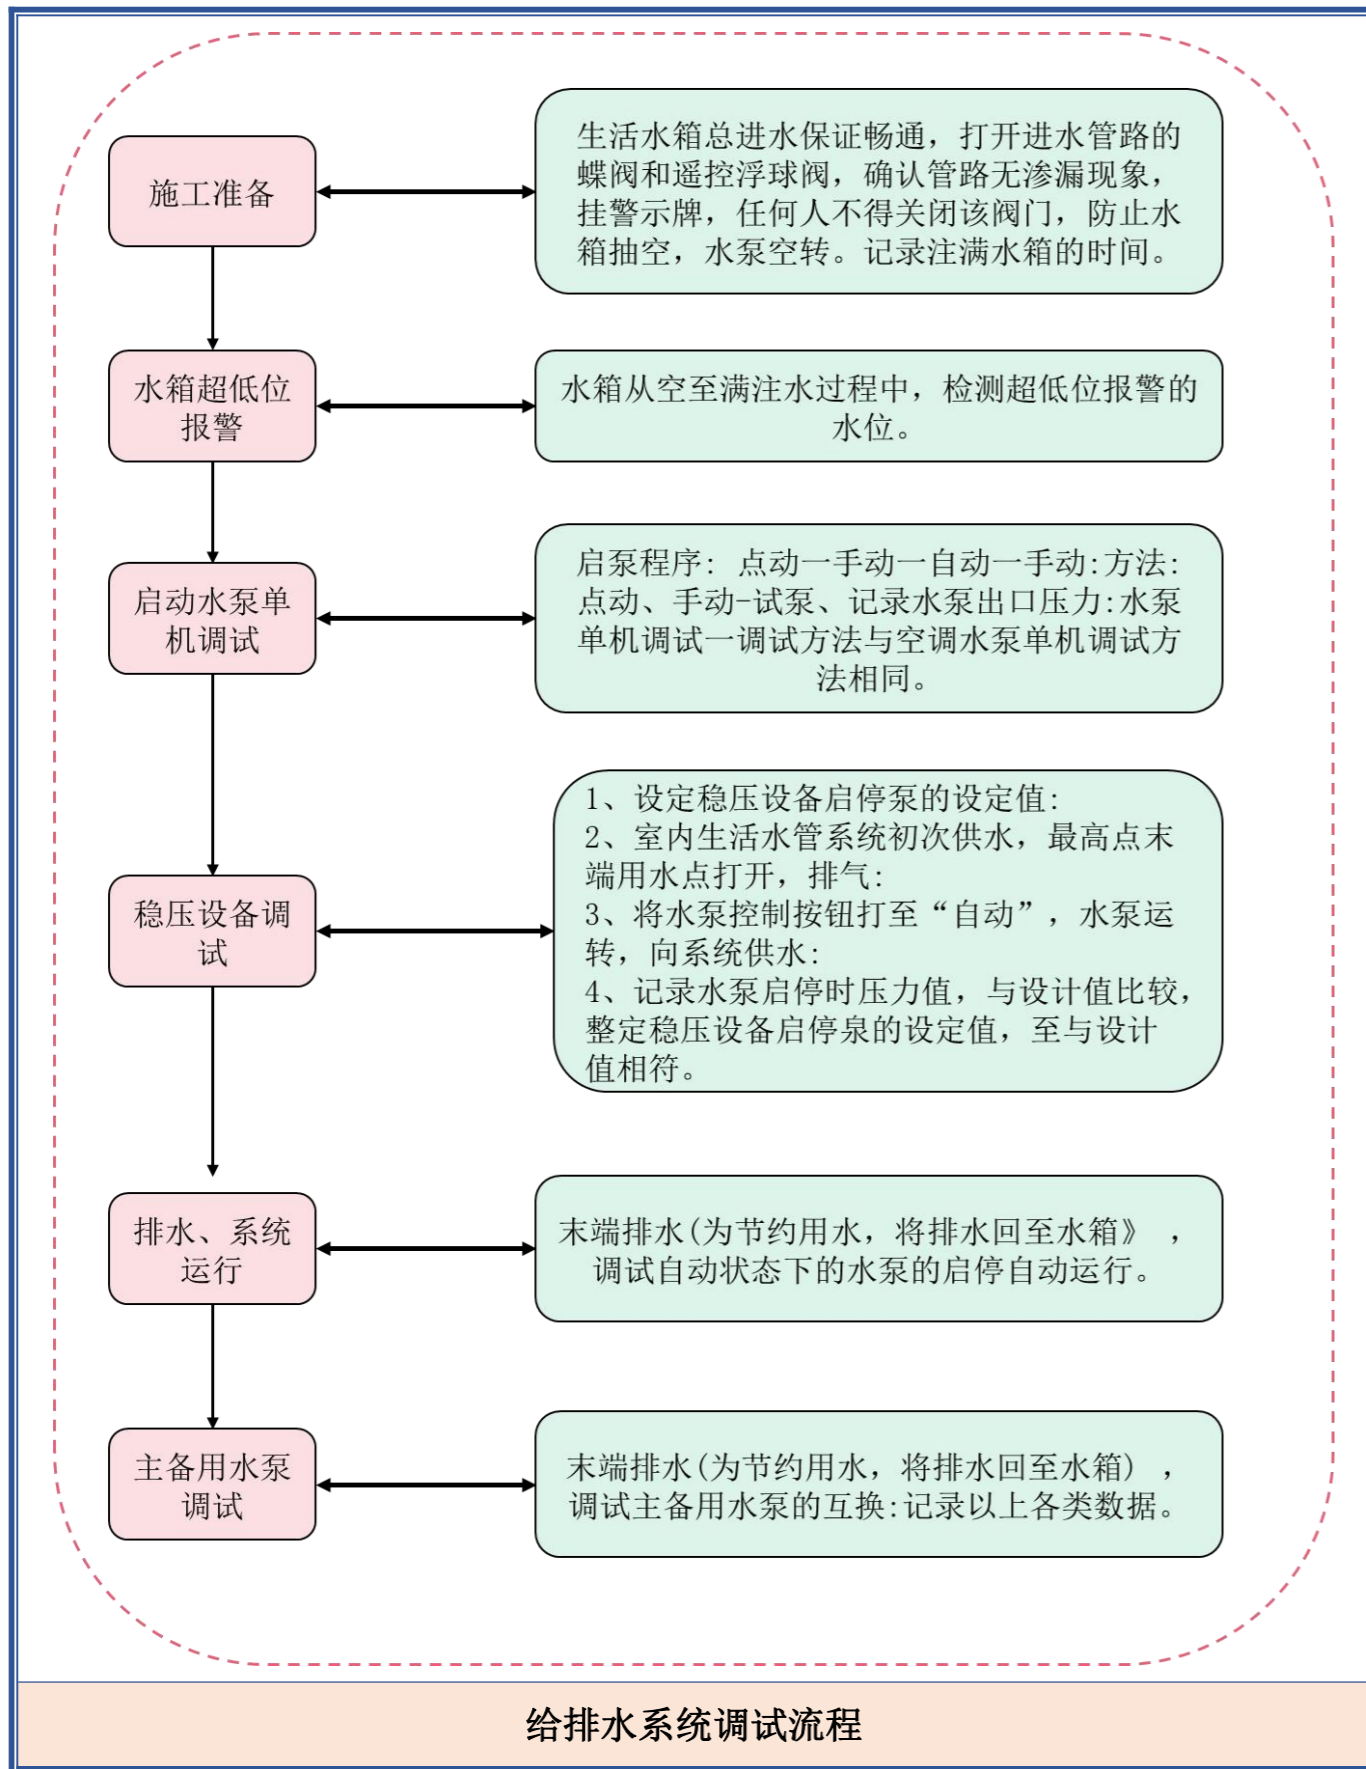 施工准备
生活水箱总进水保证畅通，打开进水管路的
蝶阀和遥控浮球阀，确认管路无渗漏现象，
挂警示牌，任何人不得关闭该阀门，防止水
箱抽空，水泵空转。记录注满水箱的时间。
水箱超低位
报警
水箱从空至满注水过程中，检测超低位报警的
水位。
启动水泵单
机调试
启泵程序: 点动一手动一自动一手动:方法:
点动、手动-试泵、记录水泵出口压力:水泵
单机调试一调试方法与空调水泵单机调试方
法相同。
稳压设备调
试
1、设定稳压设备启停泵的设定值:
2、室内生活水管系统初次供水，最高点末
端用水点打开，排气:
3、将水泵控制按钮打至“自动”，水泵运
转，向系统供水:
4、记录水泵启停时压力值，与设计值比较，
整定稳压设备启停泉的设定值，至与设计
值相符。
排水、系统
运行
末端排水(为节约用水，将排水回至水箱》 ，
调试自动状态下的水泵的启停自动运行。
主备用水泵
调试
末端排水(为节约用水，将排水回至水箱) ，
调试主备用水泵的互换:记录以上各类数据。
给排水系统调试流程